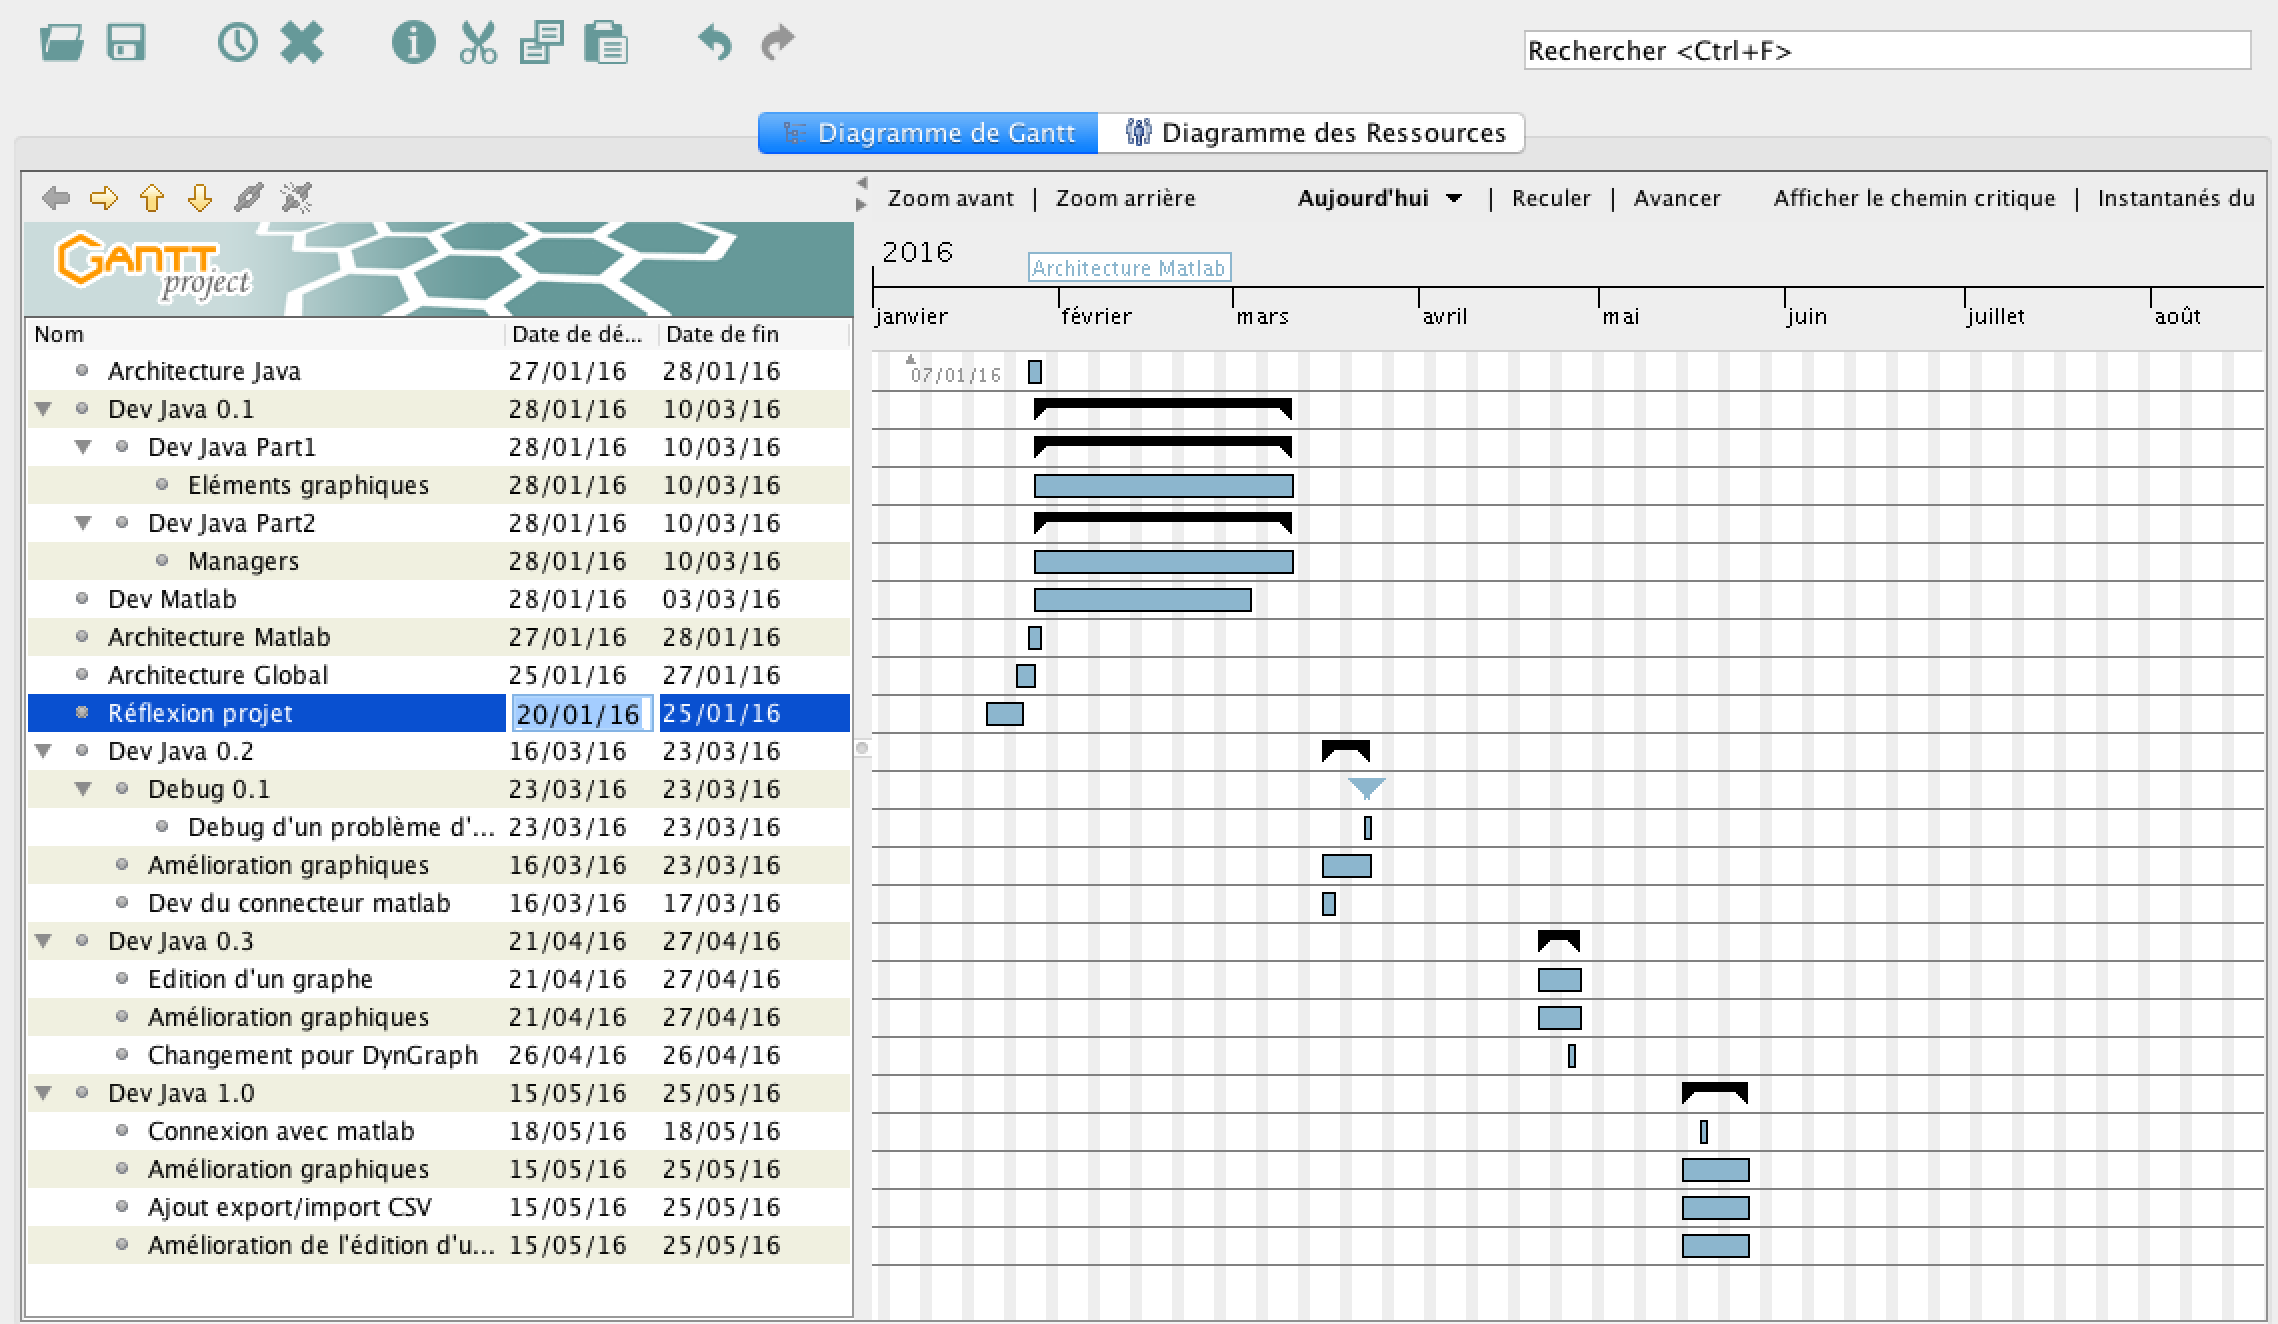 Rechercher <Ctrl+F>
Diagramme de Gantt Diagramme des Ressources
Zoom avant | Zoom arrière Aujourd'hui | Reculer | Avancer Afficher le chemin critique | Instantanés du
GANTT project
2016
Architecture Matlab
janvier février mars avril mai juin juillet août
Nom Date de dé... Date de fin
07/01/16
Architecture Java 27/01/16 28/01/16
Dev Java 0.1 28/01/16 10/03/16
Dev Java Part1 28/01/16 10/03/16
Eléments graphiques 28/01/16 10/03/16
Dev Java Part2 28/01/16 10/03/16
Managers 28/01/16 10/03/16
Dev Matlab 28/01/16 03/03/16
Architecture Matlab 27/01/16 28/01/16
Architecture Global 25/01/16 27/01/16
Réflexion projet 20/01/16 25/01/16
Dev Java 0.2 16/03/16 23/03/16
Debug 0.1 23/03/16 23/03/16
Debug d'un problème d'... 23/03/16 23/03/16
Amélioration graphiques 16/03/16 23/03/16
Dev du connecteur matlab 16/03/16 17/03/16
Dev Java 0.3 21/04/16 27/04/16
Edition d'un graphe 21/04/16 27/04/16
Amélioration graphiques 21/04/16 27/04/16
Changement pour DynGraph 26/04/16 26/04/16
Dev Java 1.0 15/05/16 25/05/16
Connexion avec matlab 18/05/16 18/05/16
Amélioration graphiques 15/05/16 25/05/16
Ajout export/import CSV 15/05/16 25/05/16
Amélioration de l'édition d'u... 15/05/16 25/05/16